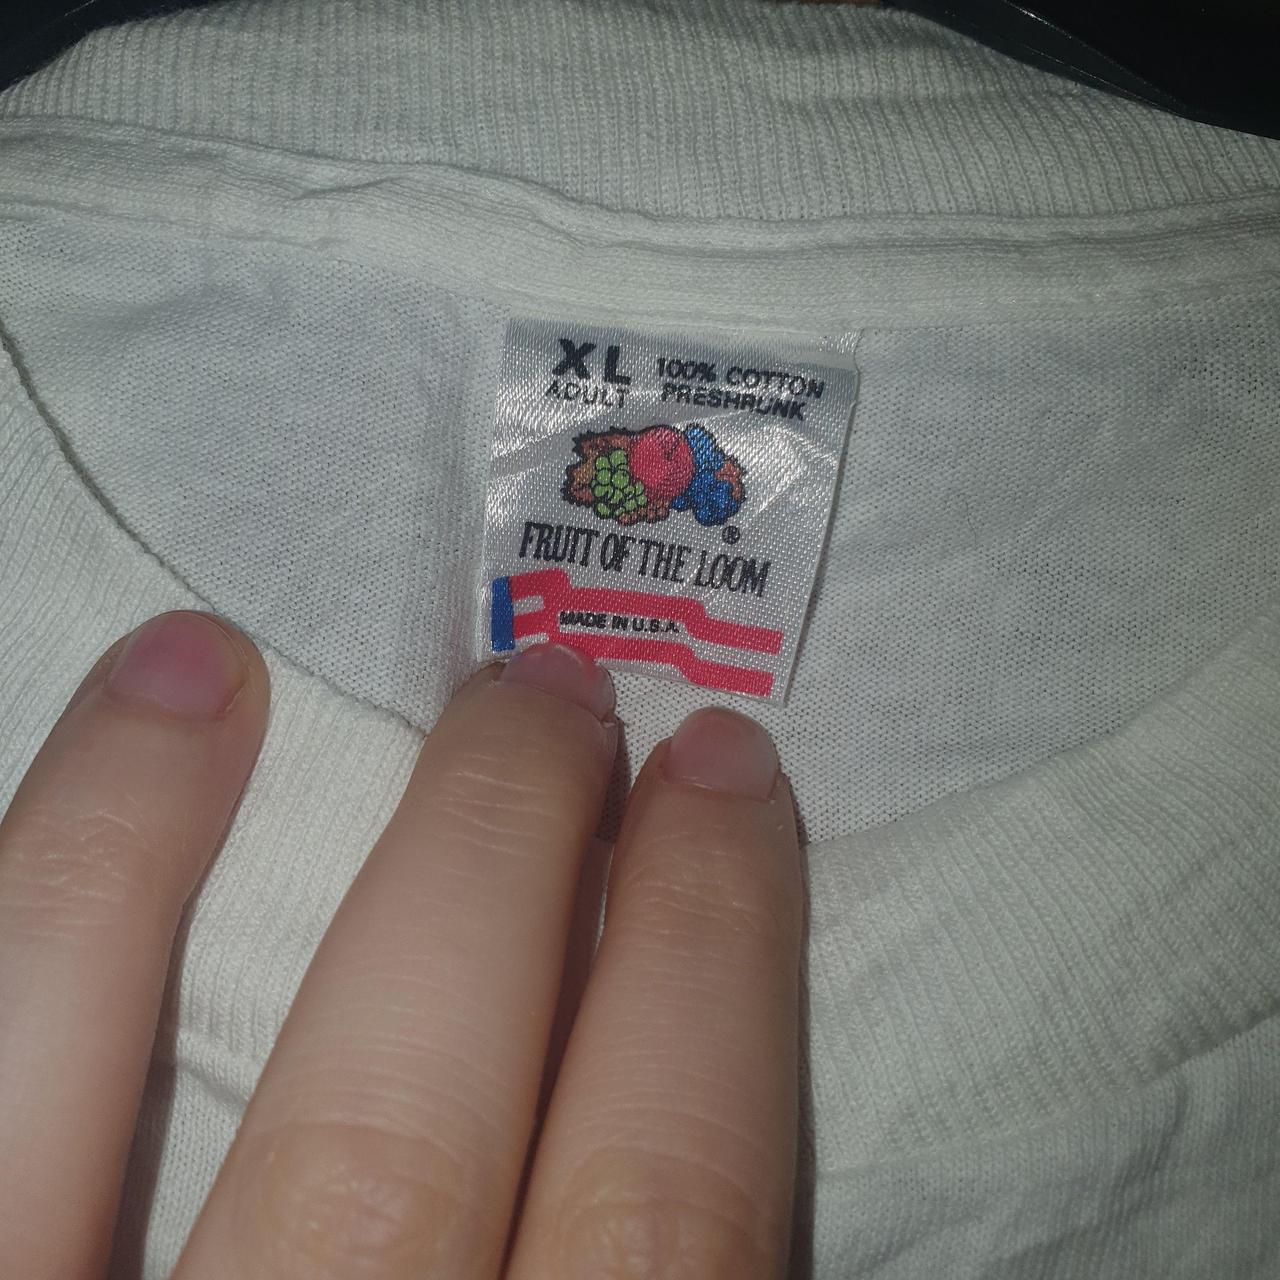 XL 100% COTTON
ADULT PRESHRUNK
®
FRUIT OF THE LOOM
MADE IN U.S.A.